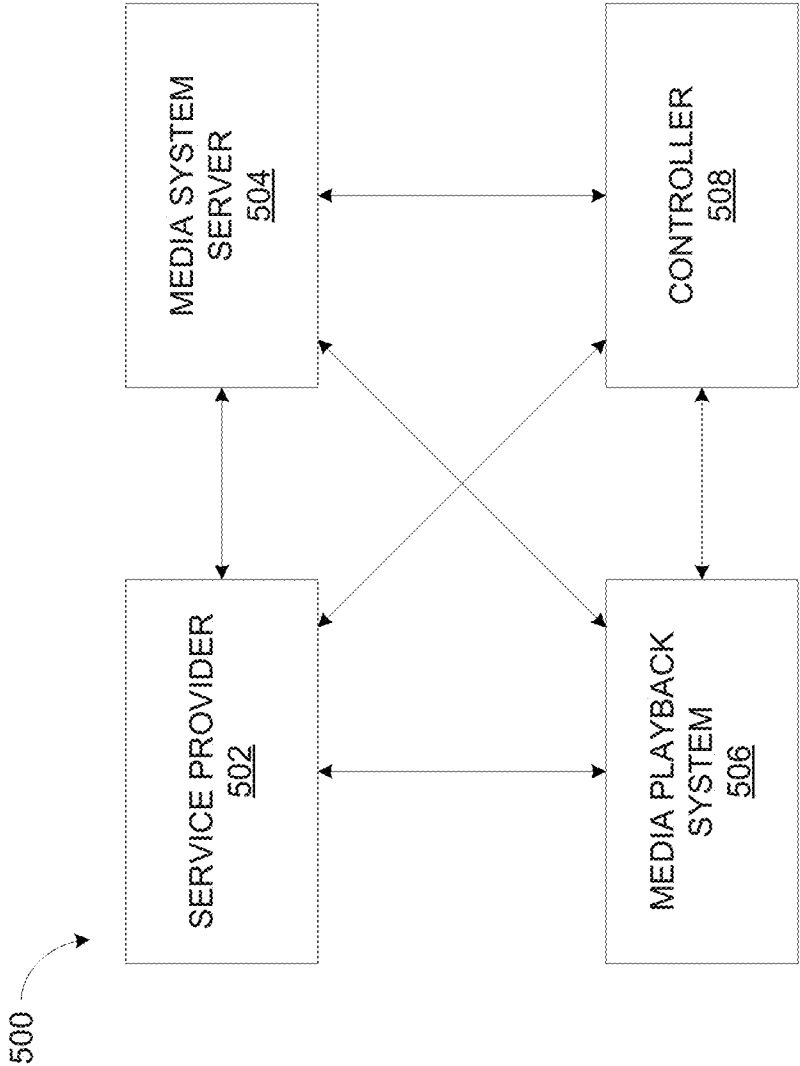 500
SERVICE PROVIDER
502
MEDIA SYSTEM
SERVER
504
MEDIA PLAYBACK
SYSTEM
506
CONTROLLER
508